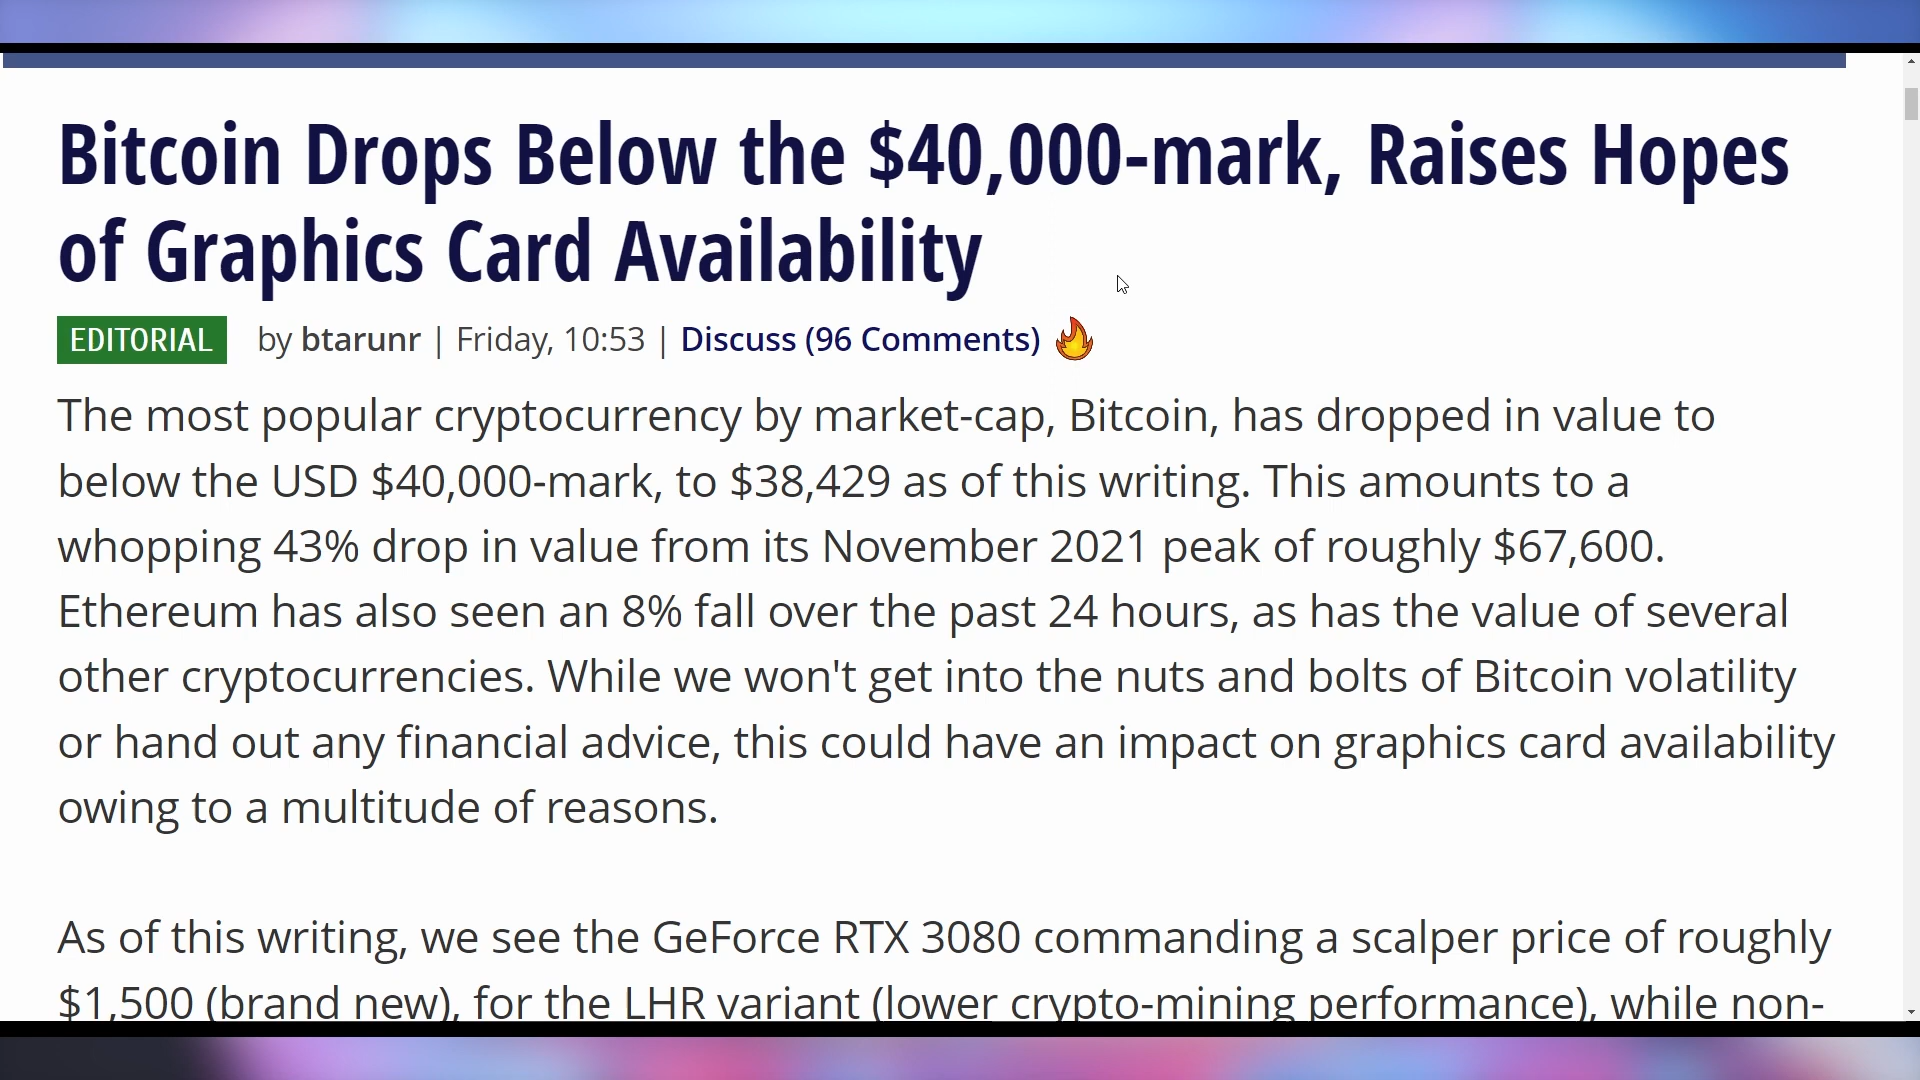 Bitcoin Drops Below the $40,000-mark, Raises Hopes
of Graphics Card Availability
EDITORIAL by btarunr | Friday, 10:53 | Discuss (96 Comments)
The most popular cryptocurrency by market-cap, Bitcoin, has dropped in value to
below the USD $40,000-mark, to $38,429 as of this writing. This amounts to a
whopping 43% drop in value from its November 2021 peak of roughly $67,600.
Ethereum has also seen an 8% fall over the past 24 hours, as has the value of several
other cryptocurrencies. While we won't get into the nuts and bolts of Bitcoin volatility
or hand out any financial advice, this could have an impact on graphics card availability
owing to a multitude of reasons.
As of this writing, we see the GeForce RTX 3080 commanding a scalper price of roughly
$1,500 (brand new), for the LHR variant (lower crypto-mining performance), while non-